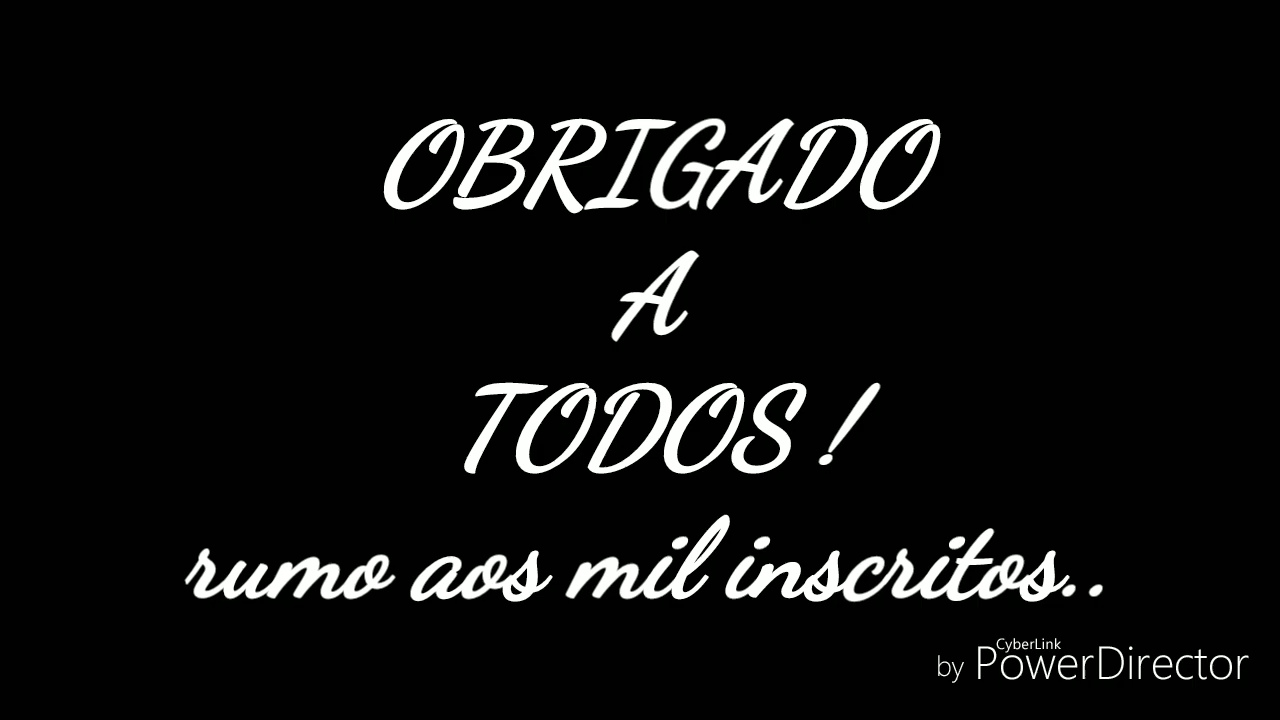 OBRIGADO
A
TODOS !
rumo aos mil inscritos..
by CyberLink PowerDirector